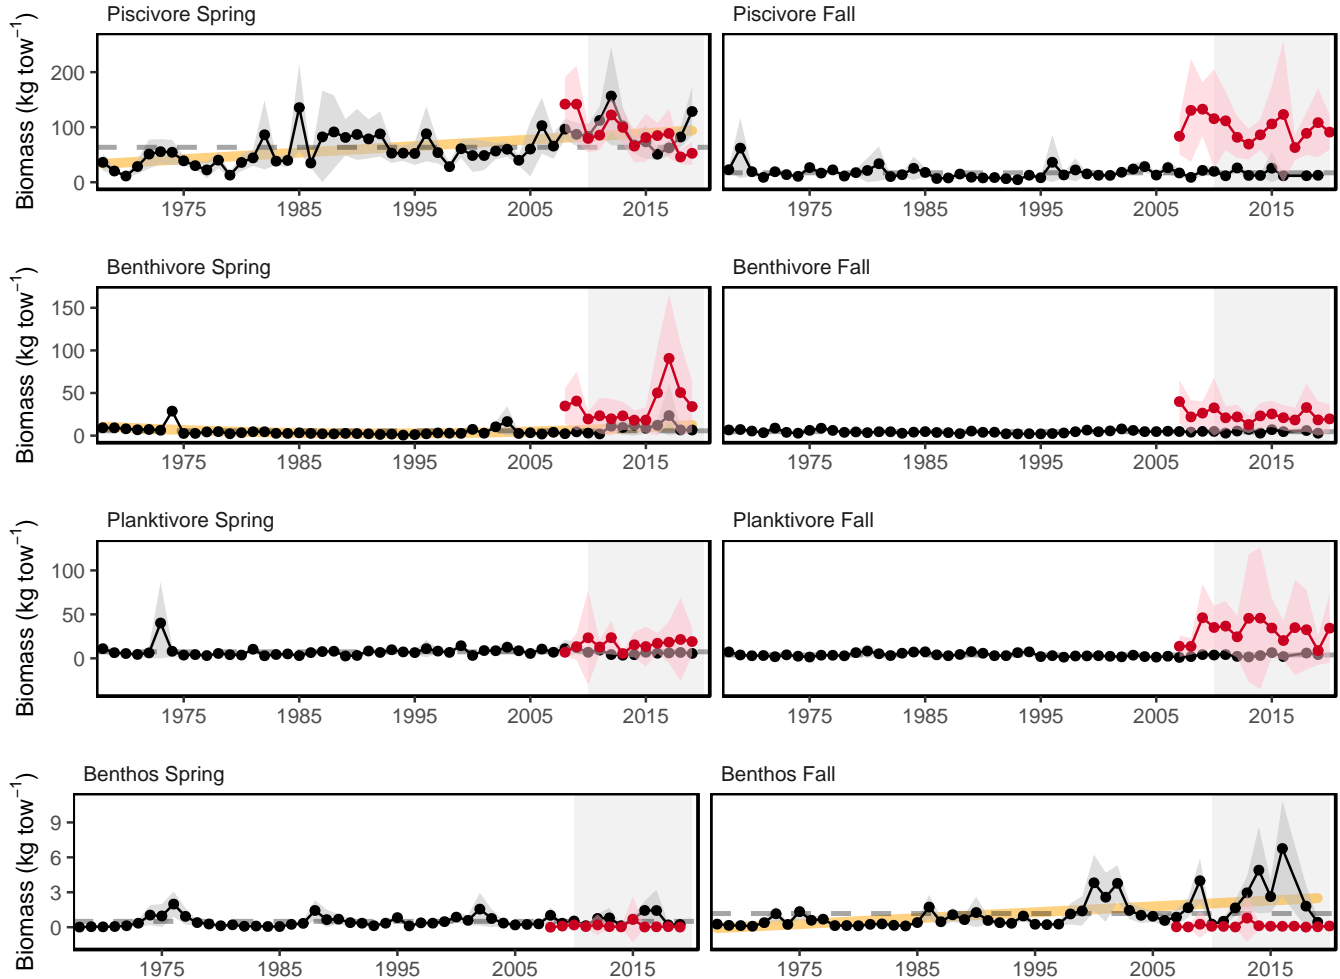 Piscivore Spring
Piscivore Fall
Biomass (kg tow⁻¹)
200
100
0
1975 1985 1995 2005 2015
1975 1985 1995 2005 2015
Benthivore Spring
Benthivore Fall
Biomass (kg tow⁻¹)
150
100
50
0
1975 1985 1995 2005 2015
1975 1985 1995 2005 2015
Planktivore Spring
Planktivore Fall
Biomass (kg tow⁻¹)
100
50
0
1975 1985 1995 2005 2015
1975 1985 1995 2005 2015
Benthos Spring
Benthos Fall
Biomass (kg tow⁻¹)
9
6
3
0
1975 1985 1995 2005 2015
1975 1985 1995 2005 2015